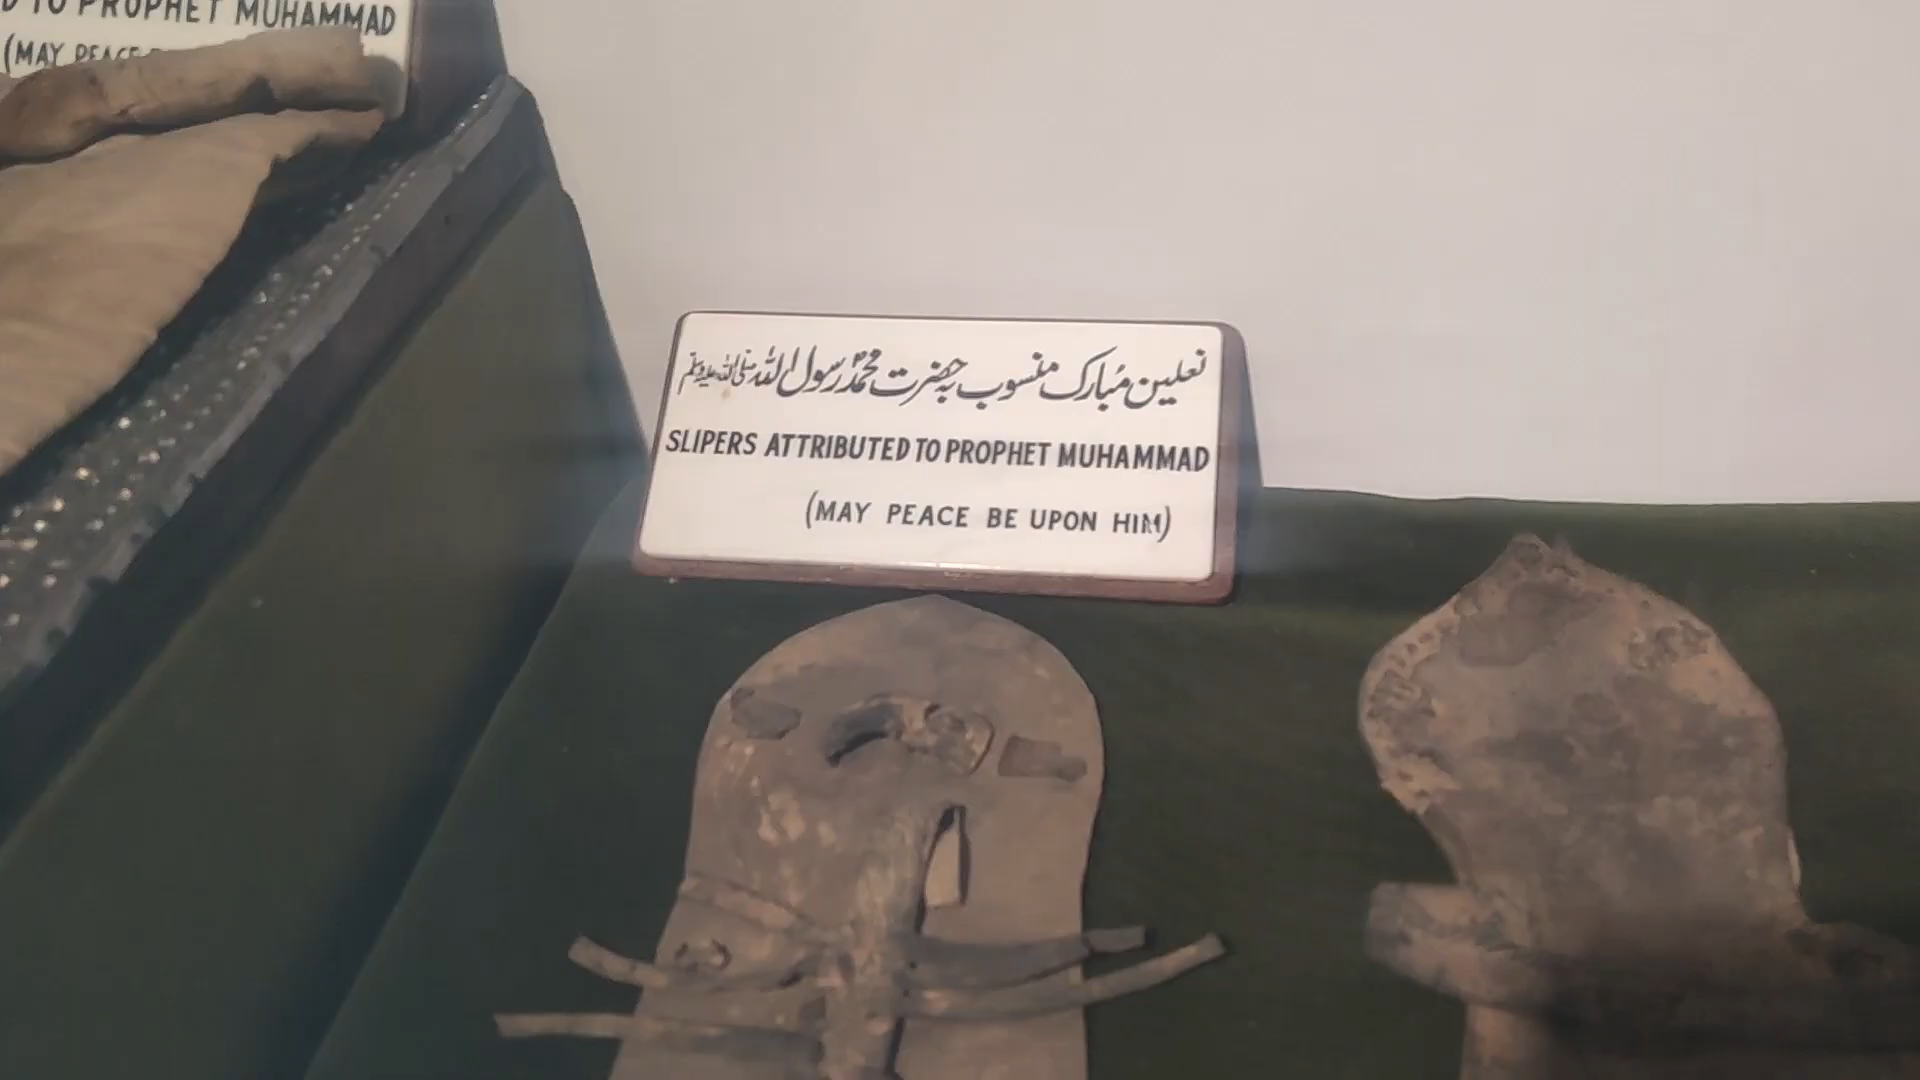 D TO PROPHET MUHAMMAD
(MAY PEACE
نعلین مُبارک منسوب بہ حضرت محمدؐ رسول اللہ صلی اللہ علیہ وسلم
SLIPERS ATTRIBUTED TO PROPHET MUHAMMAD
(MAY PEACE BE UPON HIM)